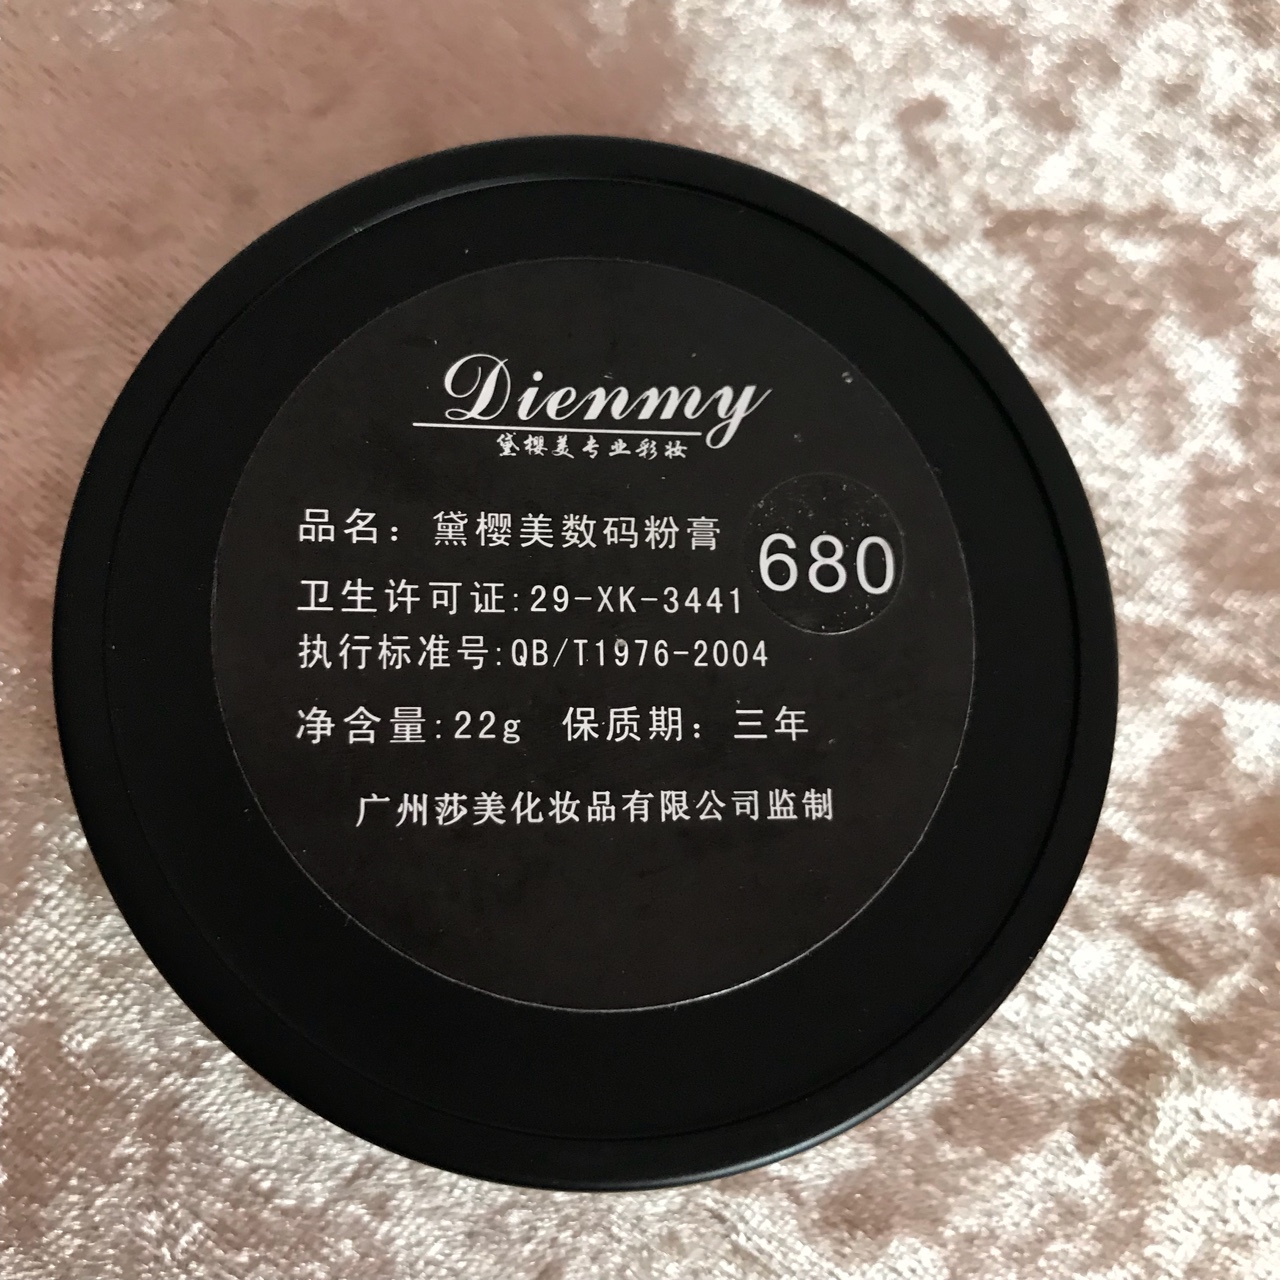 Dienmy
黛樱美专业彩妆
品名：黛樱美数码粉膏
680
卫生许可证:29-XK-3441
执行标准号:QB/T1976-2004
净含量:22g 保质期：三年
广州莎美化妆品有限公司监制